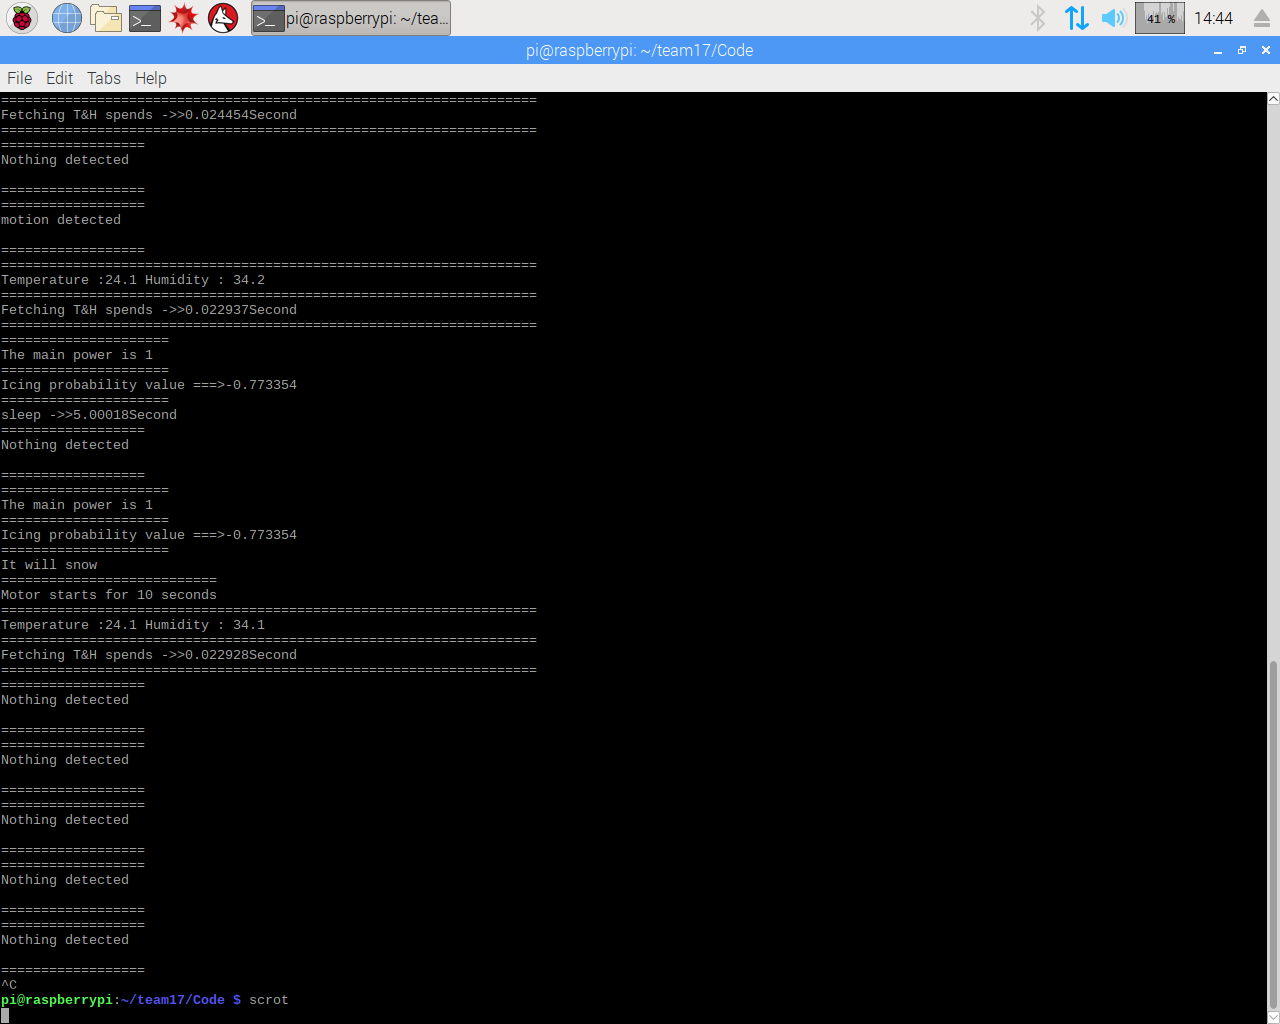 pi@raspberrypi: ~/tea...
41 %
14:44
pi@raspberrypi: ~/team17/Code
File Edit Tabs Help
===================================================================
Fetching T&H spends ->>0.024454Second
===================================================================
==================
Nothing detected
==================
==================
motion detected
==================
===================================================================
Temperature :24.1 Humidity : 34.2
===================================================================
Fetching T&H spends ->>0.022937Second
===================================================================
=====================
The main power is 1
=====================
Icing probability value ===>-0.773354
=====================
sleep ->>5.00018Second
==================
Nothing detected
==================
=====================
The main power is 1
=====================
Icing probability value ===>-0.773354
=====================
It will snow
===========================
Motor starts for 10 seconds
===================================================================
Temperature :24.1 Humidity : 34.1
===================================================================
Fetching T&H spends ->>0.022928Second
===================================================================
==================
Nothing detected
==================
==================
Nothing detected
==================
==================
Nothing detected
==================
==================
Nothing detected
==================
==================
Nothing detected
==================
^C
pi@raspberrypi:~/team17/Code $ scrot